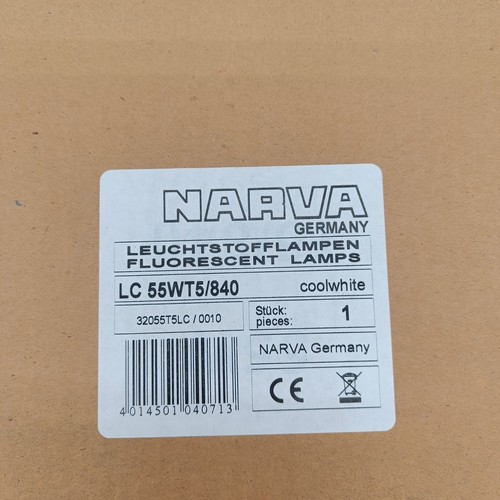 NARVA
GERMANY
LEUCHTSTOFFLAMPEN
FLUORESCENT LAMPS
LC 55WT5/840 coolwhite
32055T5LC / 0010
Stück:
pieces: 1
NARVA Germany
4 014501 040713
CE